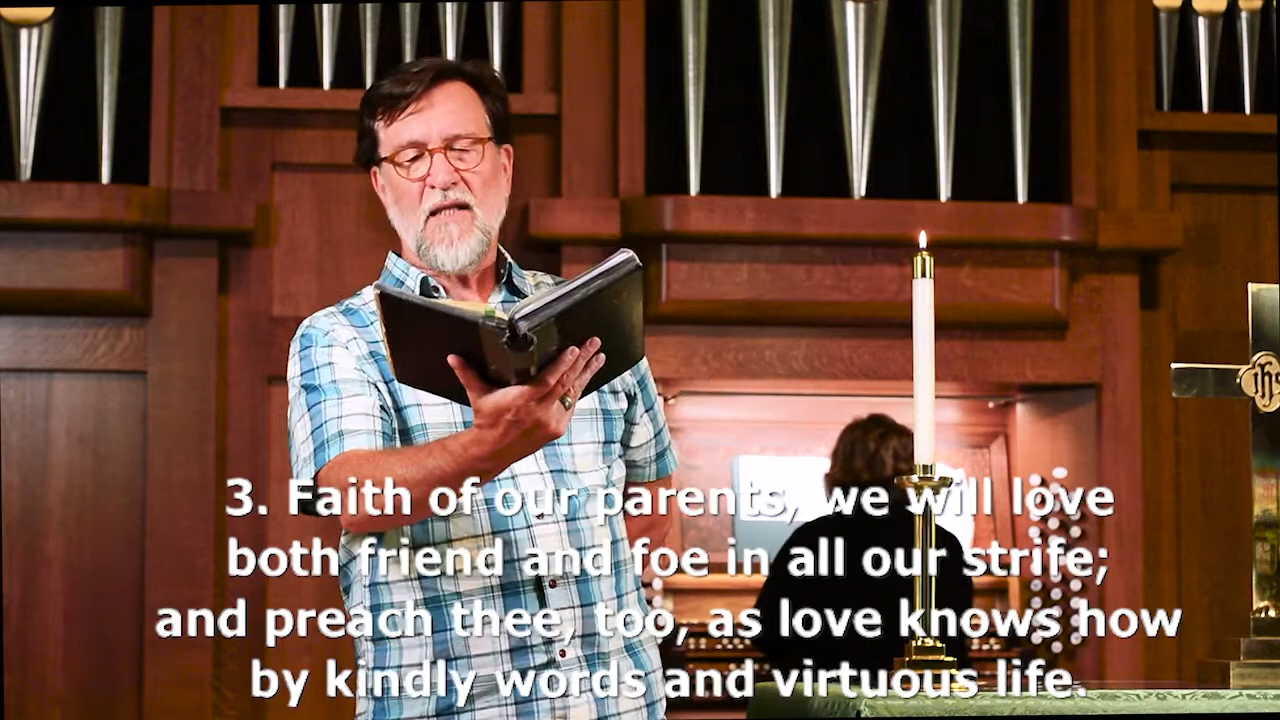 3. Faith of our parents, we will love
both friend and foe in all our strife;
and preach thee, too, as love knows how
by kindly words and virtuous life.
ihs